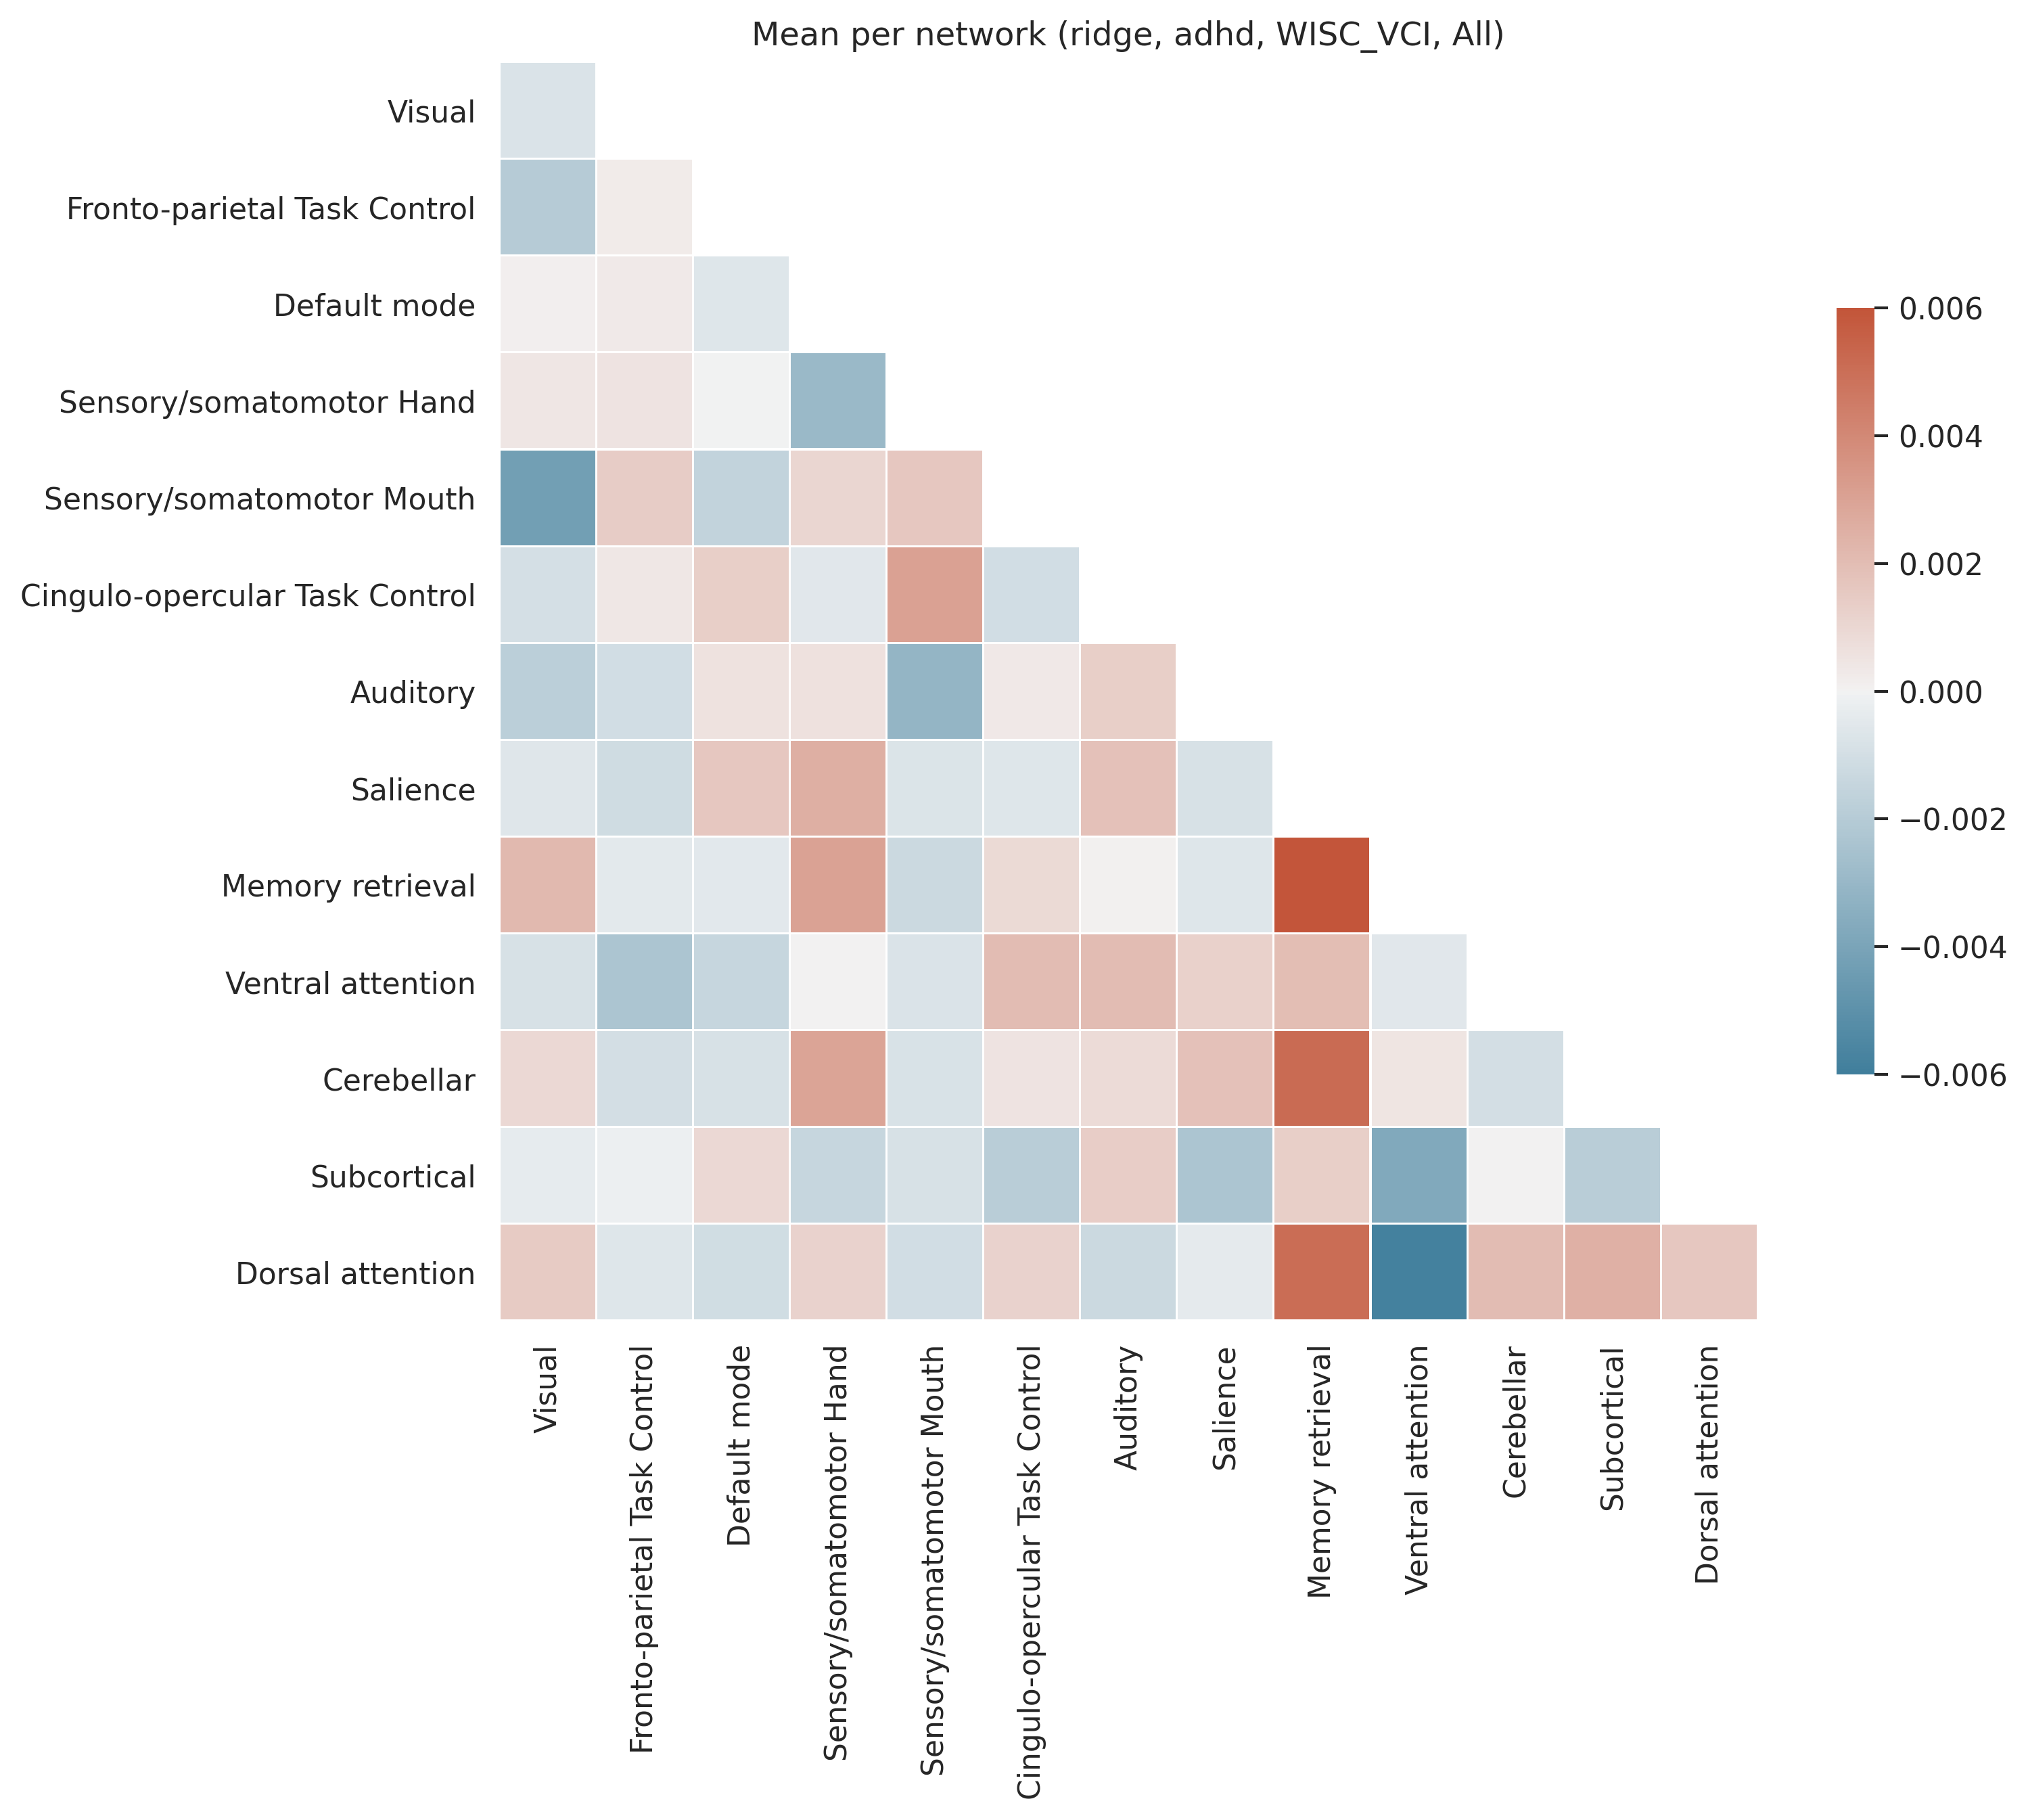 Mean per network (ridge, adhd, WISC_VCI, All)
Visual
Fronto-parietal Task Control
Default mode
Sensory/somatomotor Hand
Sensory/somatomotor Mouth
Cingulo-opercular Task Control
Auditory
Salience
Memory retrieval
Ventral attention
Cerebellar
Subcortical
Dorsal attention
0.006
0.004
0.002
0.000
−0.002
−0.004
−0.006
Visual
Fronto-parietal Task Control
Default mode
Sensory/somatomotor Hand
Sensory/somatomotor Mouth
Cingulo-opercular Task Control
Auditory
Salience
Memory retrieval
Ventral attention
Cerebellar
Subcortical
Dorsal attention